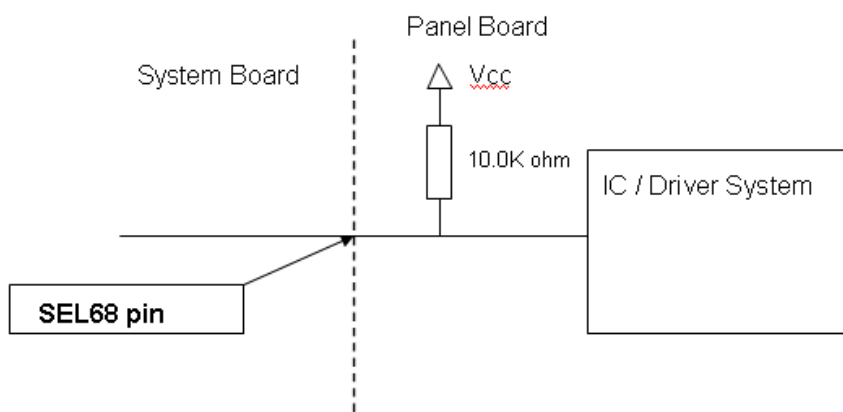 Panel Board
System Board
Vcc
10.0K ohm
IC / Driver System
SEL68 pin